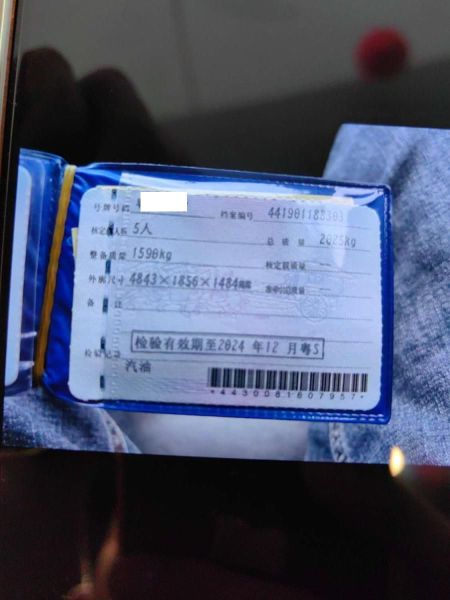 号牌号码
档案编号 441901183303
核定载人数 5人
总质量 2025kg
整备质量 1590kg
核定载质量 —
外廓尺寸 4843×1856×1484mm
准牵引总质量 —
备注
检验有效期至2024年12月粤S
检验记录
汽油
*4430081607957*